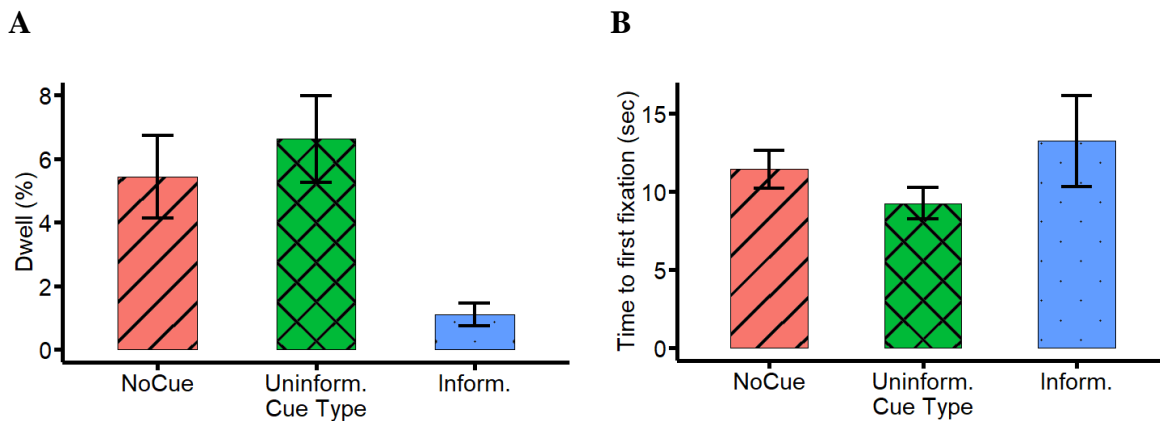 A
Dwell (%)
8
6
4
2
0
NoCue
Uninform.
Inform.
Cue Type
B
Time to first fixation (sec)
15
10
5
0
NoCue
Uninform.
Inform.
Cue Type